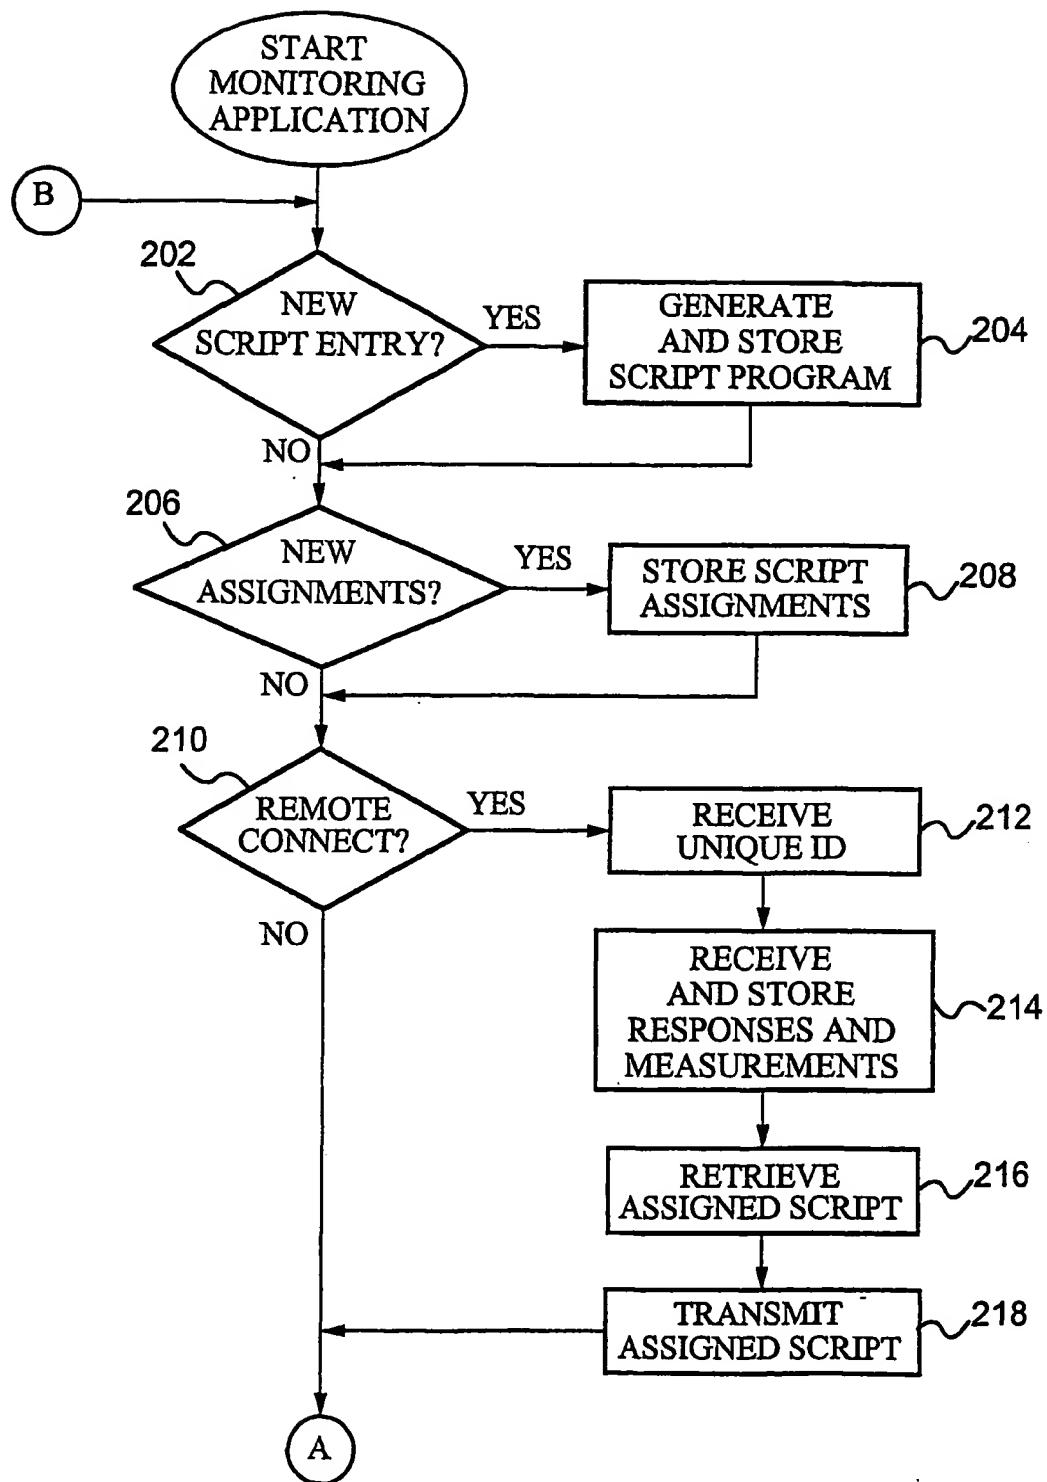 START
MONITORING
APPLICATION
B
202
NEW
SCRIPT ENTRY?
YES
GENERATE
AND STORE
SCRIPT PROGRAM
204
NO
206
NEW
ASSIGNMENTS?
YES
STORE SCRIPT
ASSIGNMENTS
208
NO
210
REMOTE
CONNECT?
YES
RECEIVE
UNIQUE ID
212
NO
RECEIVE
AND STORE
RESPONSES AND
MEASUREMENTS
214
RETRIEVE
ASSIGNED SCRIPT
216
TRANSMIT
ASSIGNED SCRIPT
218
A